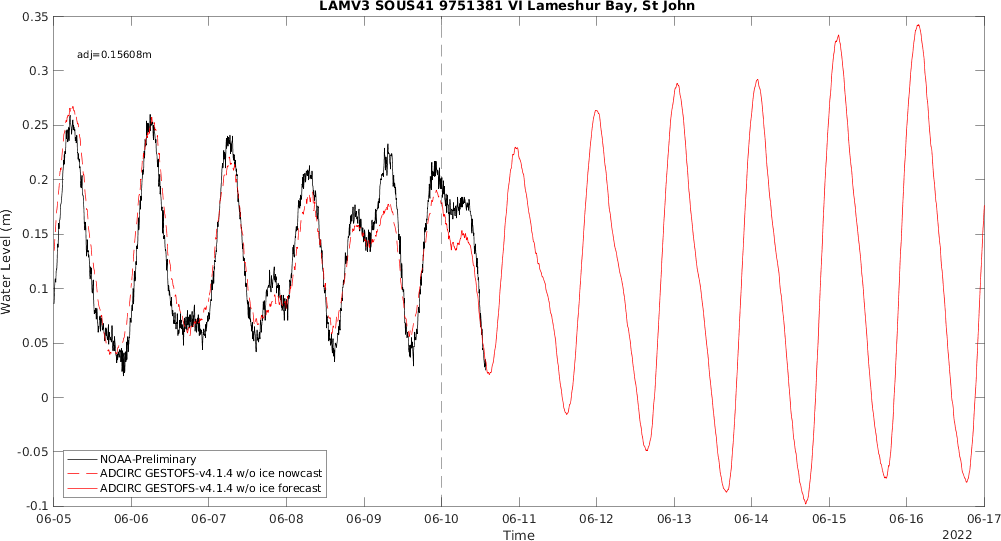 LAMV3 SOUS41 9751381 VI Lameshur Bay, St John
0.35
adj=0.15608m
0.3
0.25
0.2
0.15
0.1
0.05
0
-0.05
-0.1
Water Level (m)
NOAA-Preliminary
ADCIRC GESTOFS-v4.1.4 w/o ice nowcast
ADCIRC GESTOFS-v4.1.4 w/o ice forecast
06-05 06-06 06-07 06-08 06-09 06-10 06-11 06-12 06-13 06-14 06-15 06-16 06-17
Time
2022